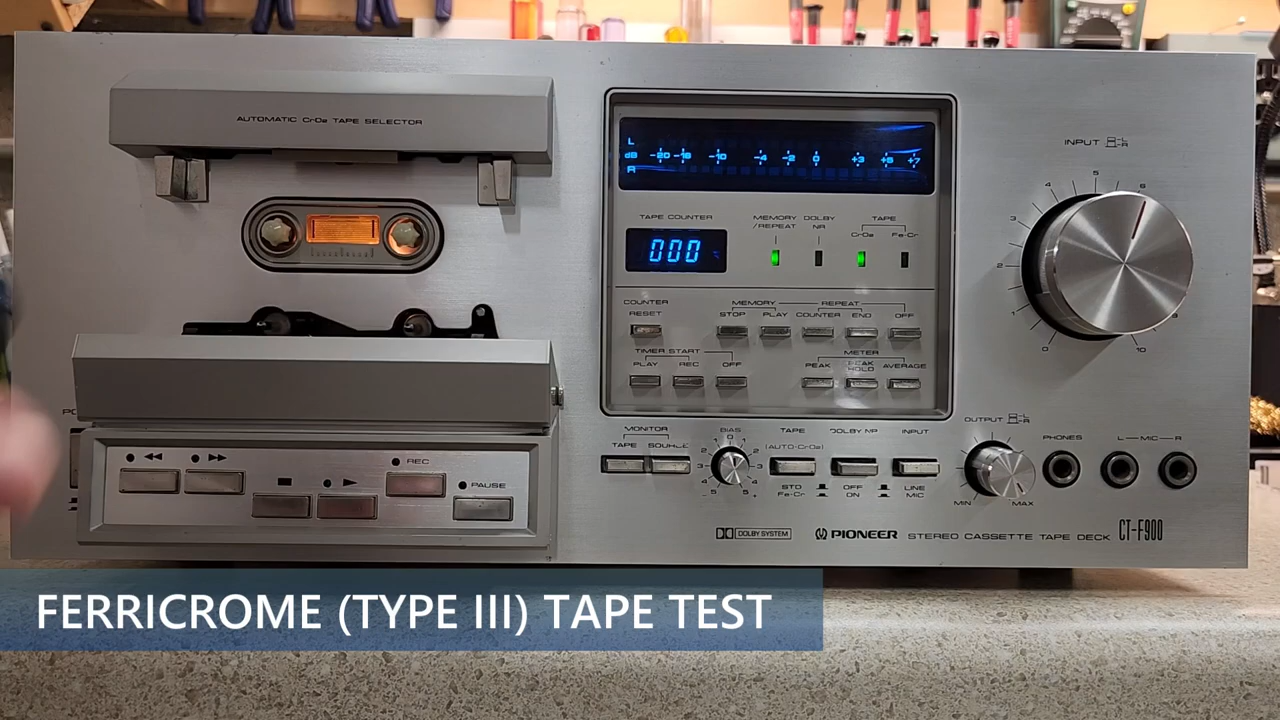 AUTOMATIC CrO2 TAPE SELECTOR
L
dB -20 -15 -10 -4 -2 0 +3 +5 +7
R
INPUT L R
TAPE COUNTER
MEMORY /REPEAT
DOLBY NR
TAPE
CrO2 Fe-Cr
000
0 2 3 4 5 6 10
COUNTER RESET
MEMORY REPEAT
STOP PLAY COUNTER END OFF
TIMER START
PLAY REC OFF
METER
PEAK PEAK HOLD AVERAGE
MONITOR
TAPE SOURCE
BIAS
0
TAPE
(AUTO-CrO2)
STD
Fe-Cr
DOLBY NR
OFF
ON
INPUT
LINE
MIC
OUTPUT L R
MIN MAX
PHONES
L — MIC — R
REC
PAUSE
DOLBY SYSTEM
PIONEER STEREO CASSETTE TAPE DECK CT-F900
FERRICROME (TYPE III) TAPE TEST